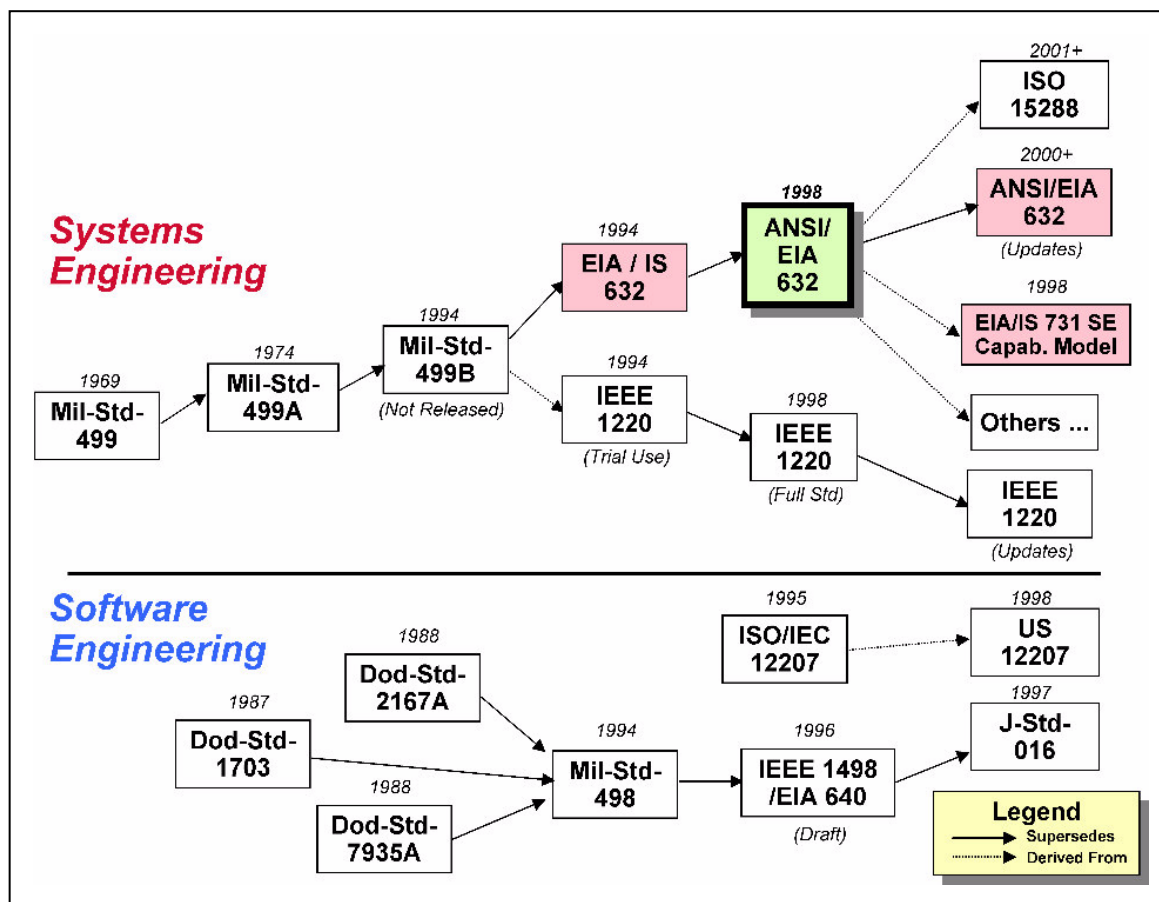 Systems
Engineering
1969
Mil-Std-
499
1974
Mil-Std-
499A
1994
Mil-Std-
499B
(Not Released)
1994
EIA / IS
632
1994
IEEE
1220
(Trial Use)
1998
ANSI/
EIA
632
1998
IEEE
1220
(Full Std)
2001+
ISO
15288
2000+
ANSI/EIA
632
(Updates)
1998
EIA/IS 731 SE
Capab. Model
Others ...
IEEE
1220
(Updates)
Software
Engineering
1987
Dod-Std-
1703
1988
Dod-Std-
2167A
1988
Dod-Std-
7935A
1994
Mil-Std-
498
1995
ISO/IEC
12207
1996
IEEE 1498
/EIA 640
(Draft)
1998
US
12207
1997
J-Std-
016
Legend
Supersedes
Derived From